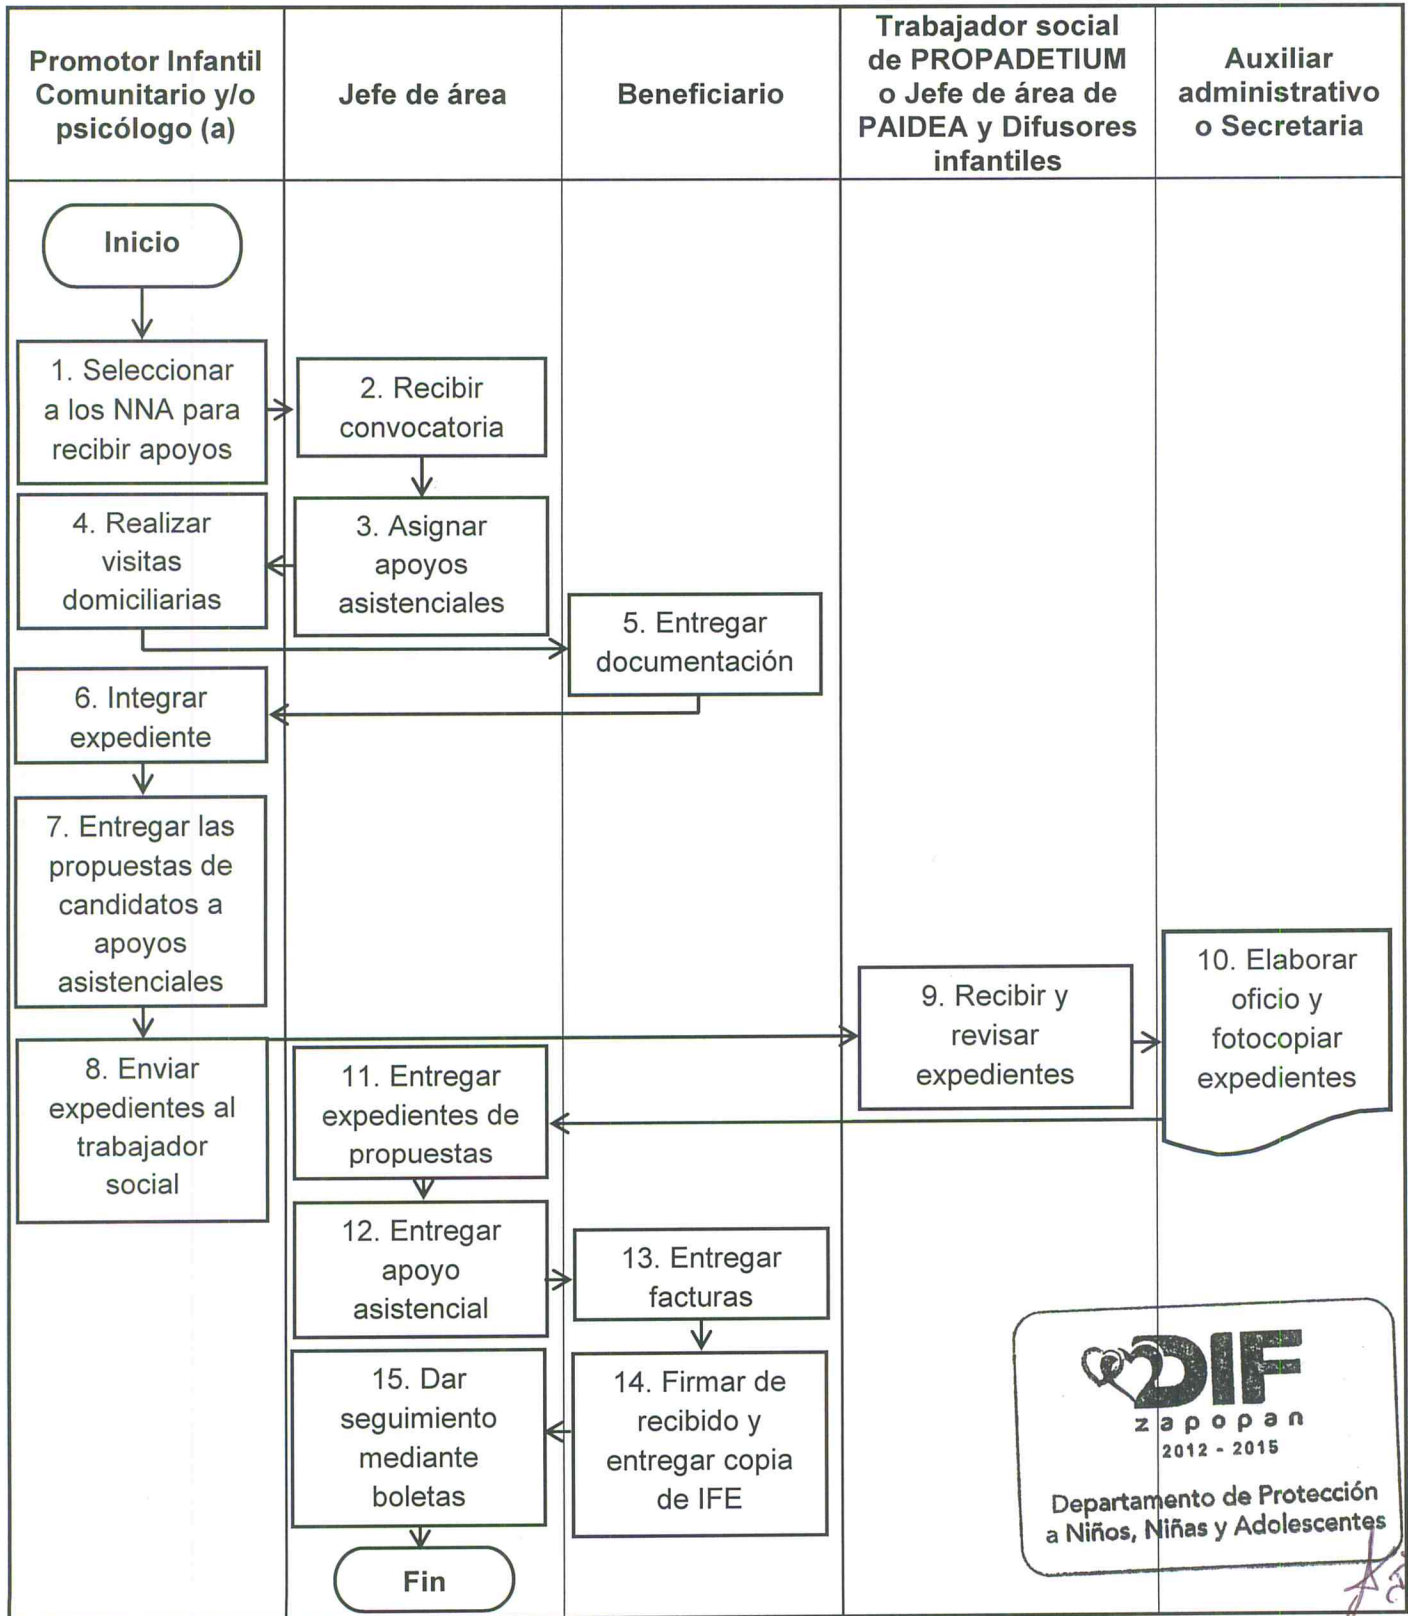 Promotor Infantil
Comunitario y/o
psicólogo (a)
Jefe de área
Beneficiario
Trabajador social
de PROPADETIUM
o Jefe de área de
PAIDEA y Difusores
infantiles
Auxiliar
administrativo
o Secretaria
Inicio
1. Seleccionar
a los NNA para
recibir apoyos
2. Recibir
convocatoria
3. Asignar
apoyos
asistenciales
4. Realizar
visitas
domiciliarias
5. Entregar
documentación
6. Integrar
expediente
7. Entregar las
propuestas de
candidatos a
apoyos
asistenciales
8. Enviar
expedientes al
trabajador
social
9. Recibir y
revisar
expedientes
10. Elaborar
oficio y
fotocopiar
expedientes
11. Entregar
expedientes de
propuestas
12. Entregar
apoyo
asistencial
13. Entregar
facturas
14. Firmar de
recibido y
entregar copia
de IFE
15. Dar
seguimiento
mediante
boletas
Fin
DIF
zapopan
2012 - 2015
Departamento de Protección
a Niños, Niñas y Adolescentes